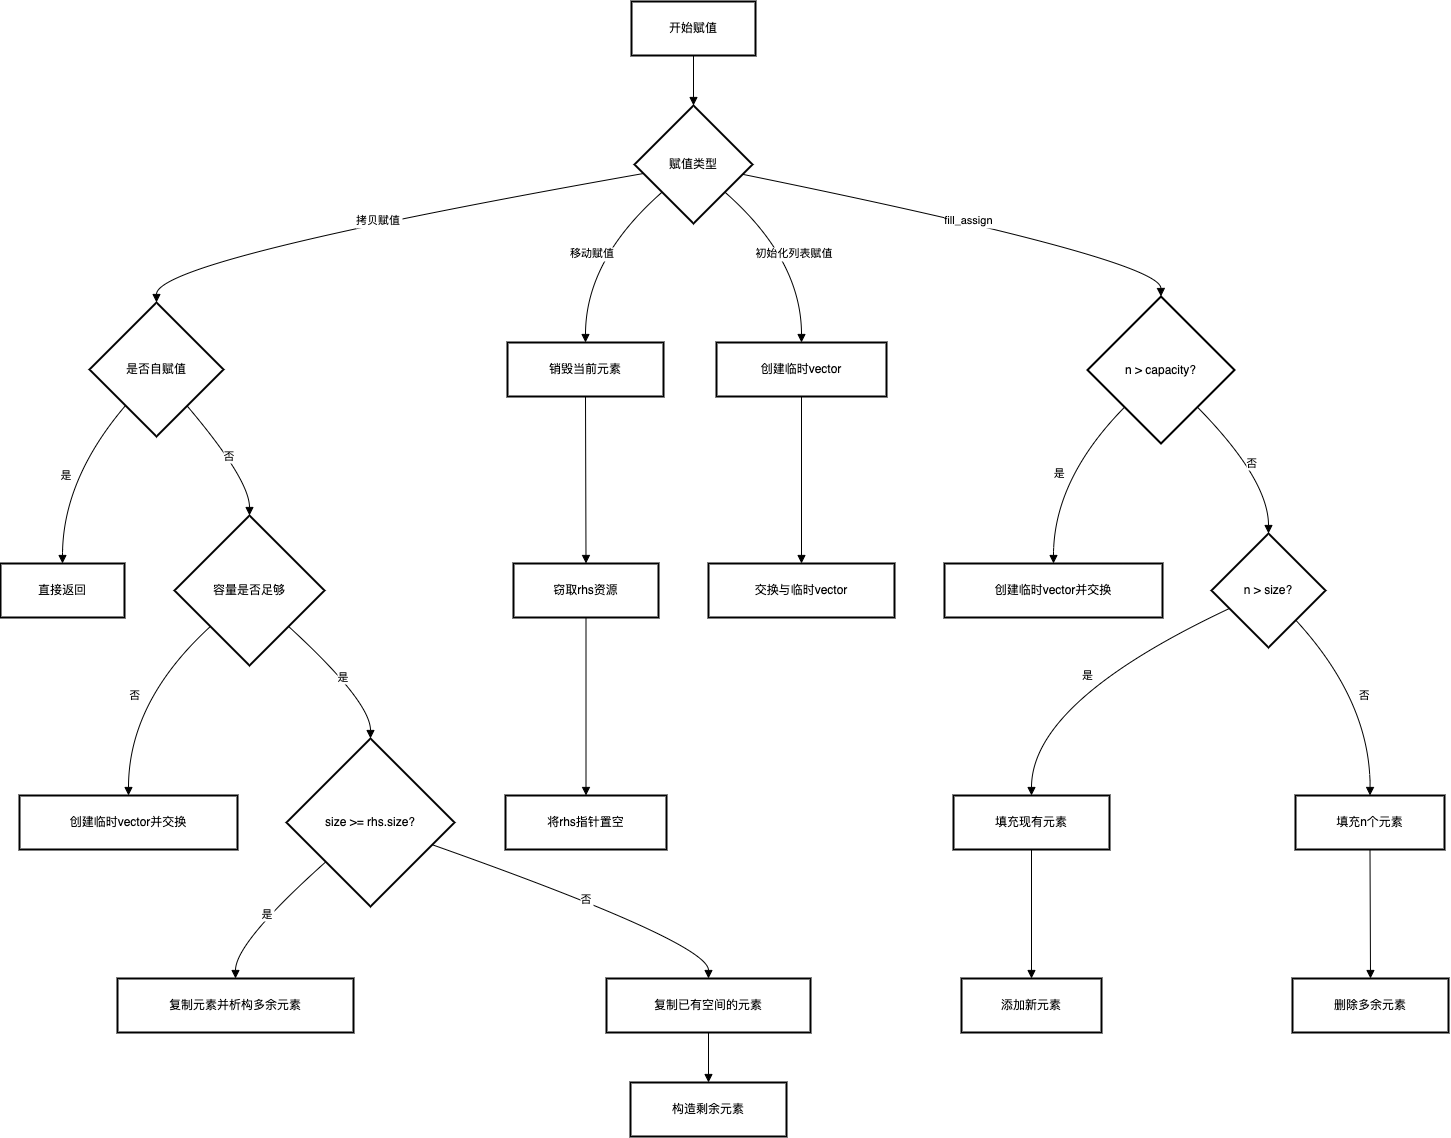 开始赋值
赋值类型
拷贝赋值
fill_assign
移动赋值
初始化列表赋值
是否自赋值
销毁当前元素
创建临时vector
n > capacity?
是
否
是
否
直接返回
容量是否足够
窃取rhs资源
交换与临时vector
创建临时vector并交换
n > size?
否
是
是
否
创建临时vector并交换
size >= rhs.size?
将rhs指针置空
填充现有元素
填充n个元素
是
否
复制元素并析构多余元素
复制已有空间的元素
添加新元素
删除多余元素
构造剩余元素